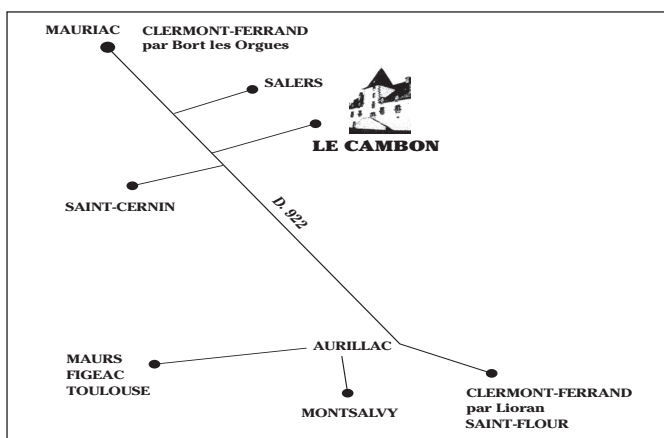 MAURIAC
CLERMONT-FERRAND
par Bort les Orgues
SALERS
LE CAMBON
SAINT-CERNIN
D. 922
AURILLAC
MAURS
FIGEAC
TOULOUSE
MONTSALVY
CLERMONT-FERRAND
par Lioran
SAINT-FLOUR